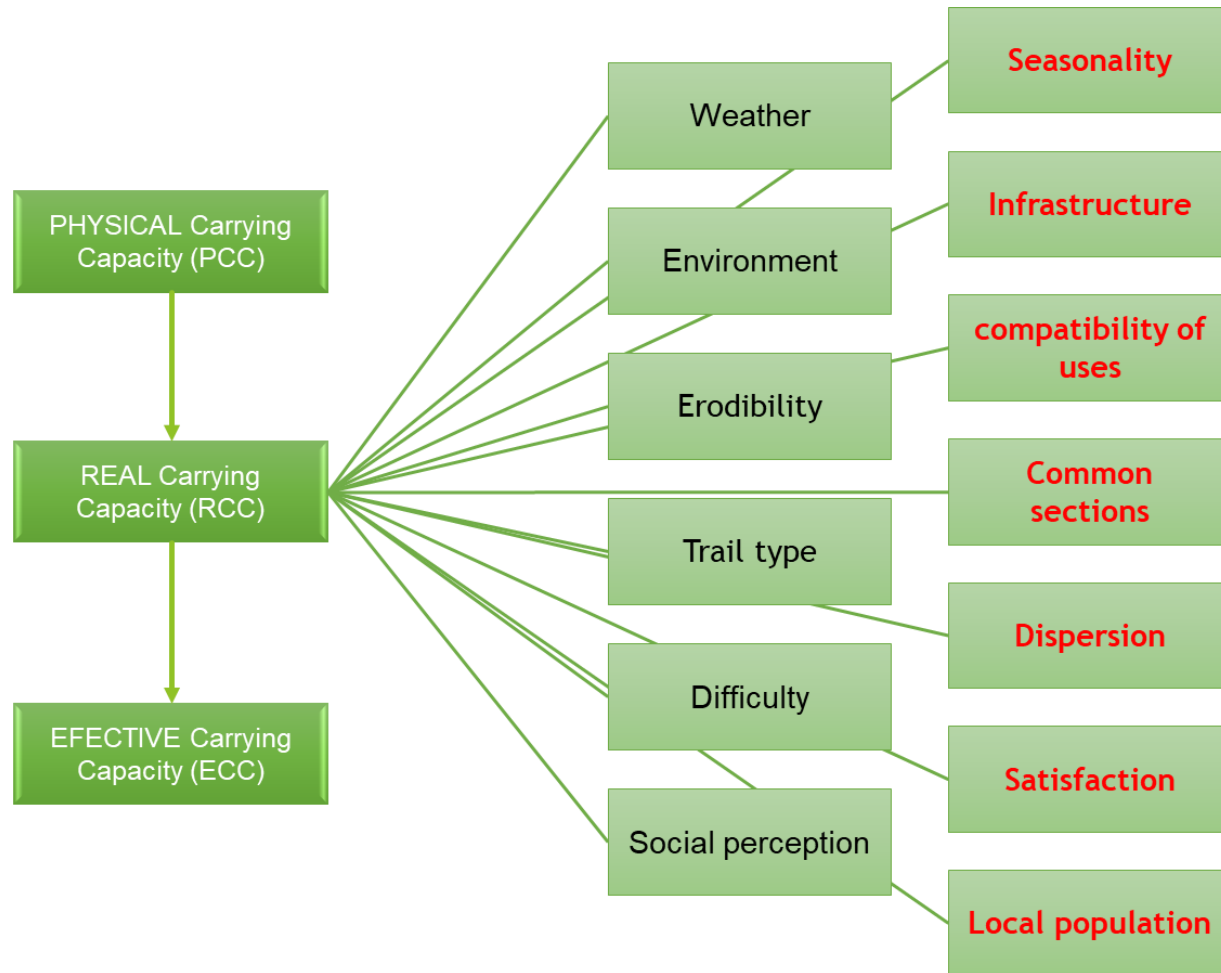 PHYSICAL Carrying
Capacity (PCC)
REAL Carrying
Capacity (RCC)
EFECTIVE Carrying
Capacity (ECC)
Weather
Environment
Erodibility
Trail type
Difficulty
Social perception
Seasonality
Infrastructure
compatibility of
uses
Common
sections
Dispersion
Satisfaction
Local population